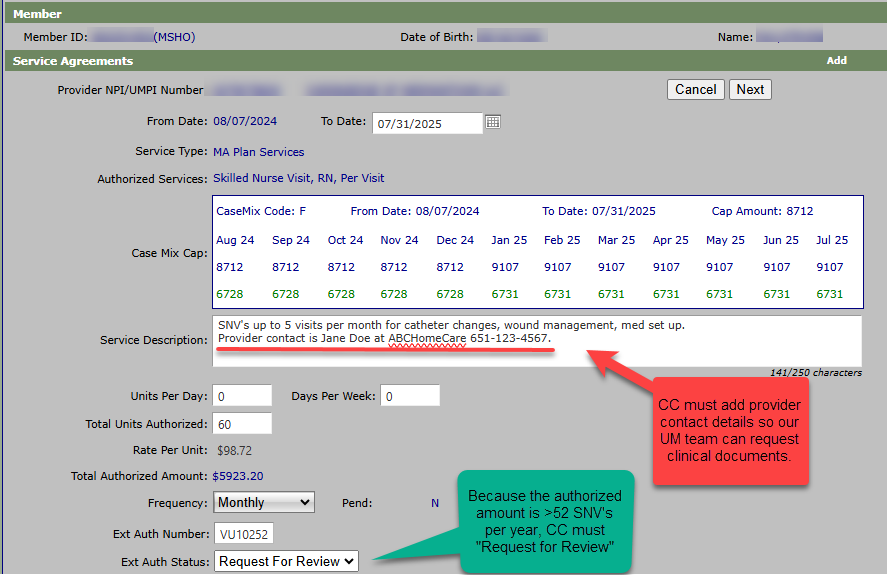 Member
Member ID: (MSHO) Date of Birth: Name:
Service Agreements Add
Provider NPI/UMPI Number Cancel Next
From Date: 08/07/2024 To Date: 07/31/2025
Service Type: MA Plan Services
Authorized Services: Skilled Nurse Visit, RN, Per Visit
CaseMix Code: F From Date: 08/07/2024 To Date: 07/31/2025 Cap Amount: 8712
Aug 24 Sep 24 Oct 24 Nov 24 Dec 24 Jan 25 Feb 25 Mar 25 Apr 25 May 25 Jun 25 Jul 25
Case Mix Cap:
8712 8712 8712 8712 8712 9107 9107 9107 9107 9107 9107 9107
6728 6728 6728 6728 6728 6731 6731 6731 6731 6731 6731 6731
SNV's up to 5 visits per month for catheter changes, wound management, med set up.
Service Description: Provider contact is Jane Doe at ABCHomeCare 651-123-4567.
141/250 characters
Units Per Day: 0 Days Per Week: 0
Total Units Authorized: 60
Rate Per Unit: $98.72
Total Authorized Amount: $5923.20
Frequency: Monthly Pend: N
Ext Auth Number: VU10252
Ext Auth Status: Request For Review
CC must add provider
contact details so our
UM team can request
clinical documents.
Because the authorized
amount is >52 SNV's
per year, CC must
"Request for Review"